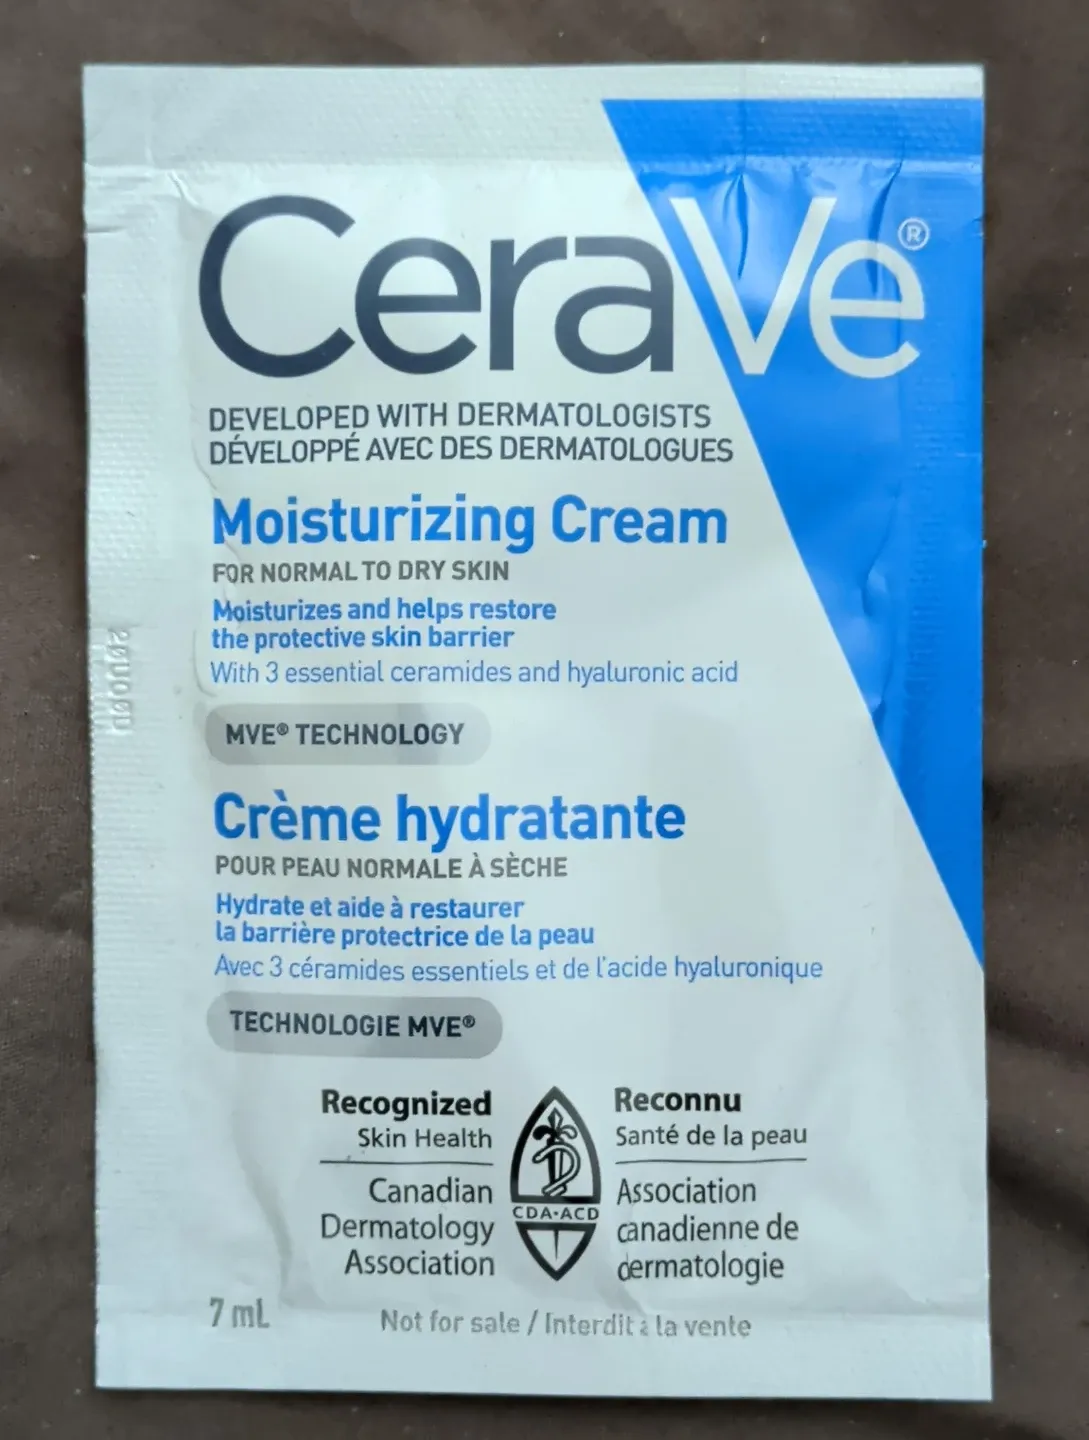 CeraVe®
DEVELOPED WITH DERMATOLOGISTS
DÉVELOPPÉ AVEC DES DERMATOLOGUES
Moisturizing Cream
FOR NORMAL TO DRY SKIN
Moisturizes and helps restore
the protective skin barrier
With 3 essential ceramides and hyaluronic acid
MVE® TECHNOLOGY
Crème hydratante
POUR PEAU NORMALE À SÈCHE
Hydrate et aide à restaurer
la barrière protectrice de la peau
Avec 3 céramides essentiels et de l'acide hyaluronique
TECHNOLOGIE MVE®
Recognized
Skin Health
Canadian
Dermatology
Association
CDA•ACD
Reconnu
Santé de la peau
Association
canadienne de
dermatologie
7 mL
Not for sale / Interdit à la vente